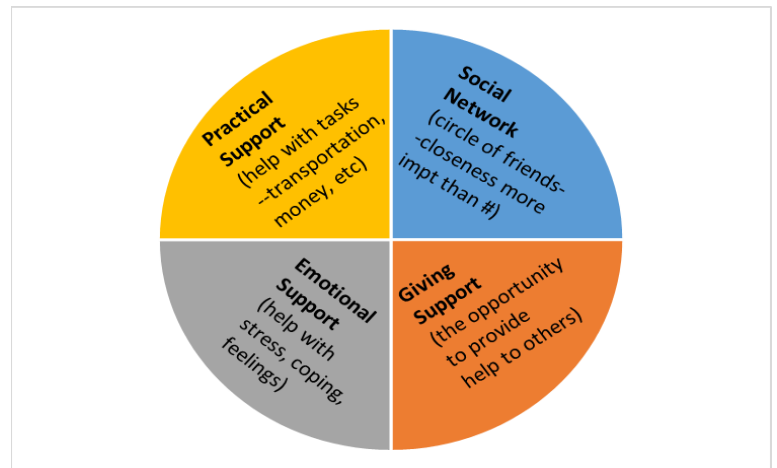 Practical
Support
(help with tasks
--transportation,
money, etc)
Social
Network
(circle of friends-
-closeness more
impt than #)
Emotional
Support
(help with
stress, coping,
feelings)
Giving
Support
(the opportunity
to provide
help to others)